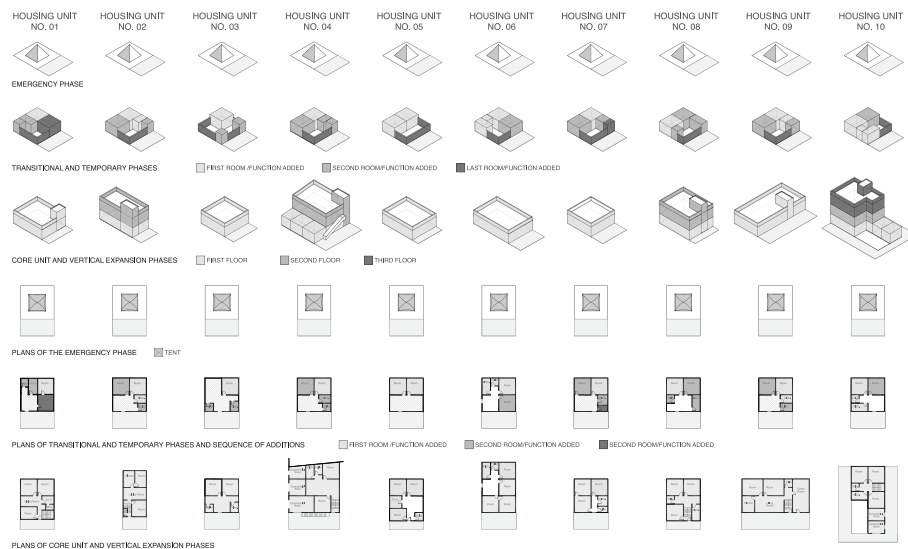 HOUSING UNIT NO. 01
HOUSING UNIT NO. 02
HOUSING UNIT NO. 03
HOUSING UNIT NO. 04
HOUSING UNIT NO. 05
HOUSING UNIT NO. 06
HOUSING UNIT NO. 07
HOUSING UNIT NO. 08
HOUSING UNIT NO. 09
HOUSING UNIT NO. 10
EMERGENCY PHASE
TRANSITIONAL AND TEMPORARY PHASES
FIRST ROOM /FUNCTION ADDED
SECOND ROOM/FUNCTION ADDED
LAST ROOM/FUNCTION ADDED
CORE UNIT AND VERTICAL EXPANSION PHASES
FIRST FLOOR
SECOND FLOOR
THIRD FLOOR
PLANS OF THE EMERGENCY PHASE
TENT
PLANS OF TRANSITIONAL AND TEMPORARY PHASES AND SEQUENCE OF ADDITIONS
FIRST ROOM /FUNCTION ADDED
SECOND ROOM/FUNCTION ADDED
SECOND ROOM/FUNCTION ADDED
PLANS OF CORE UNIT AND VERTICAL EXPANSION PHASES